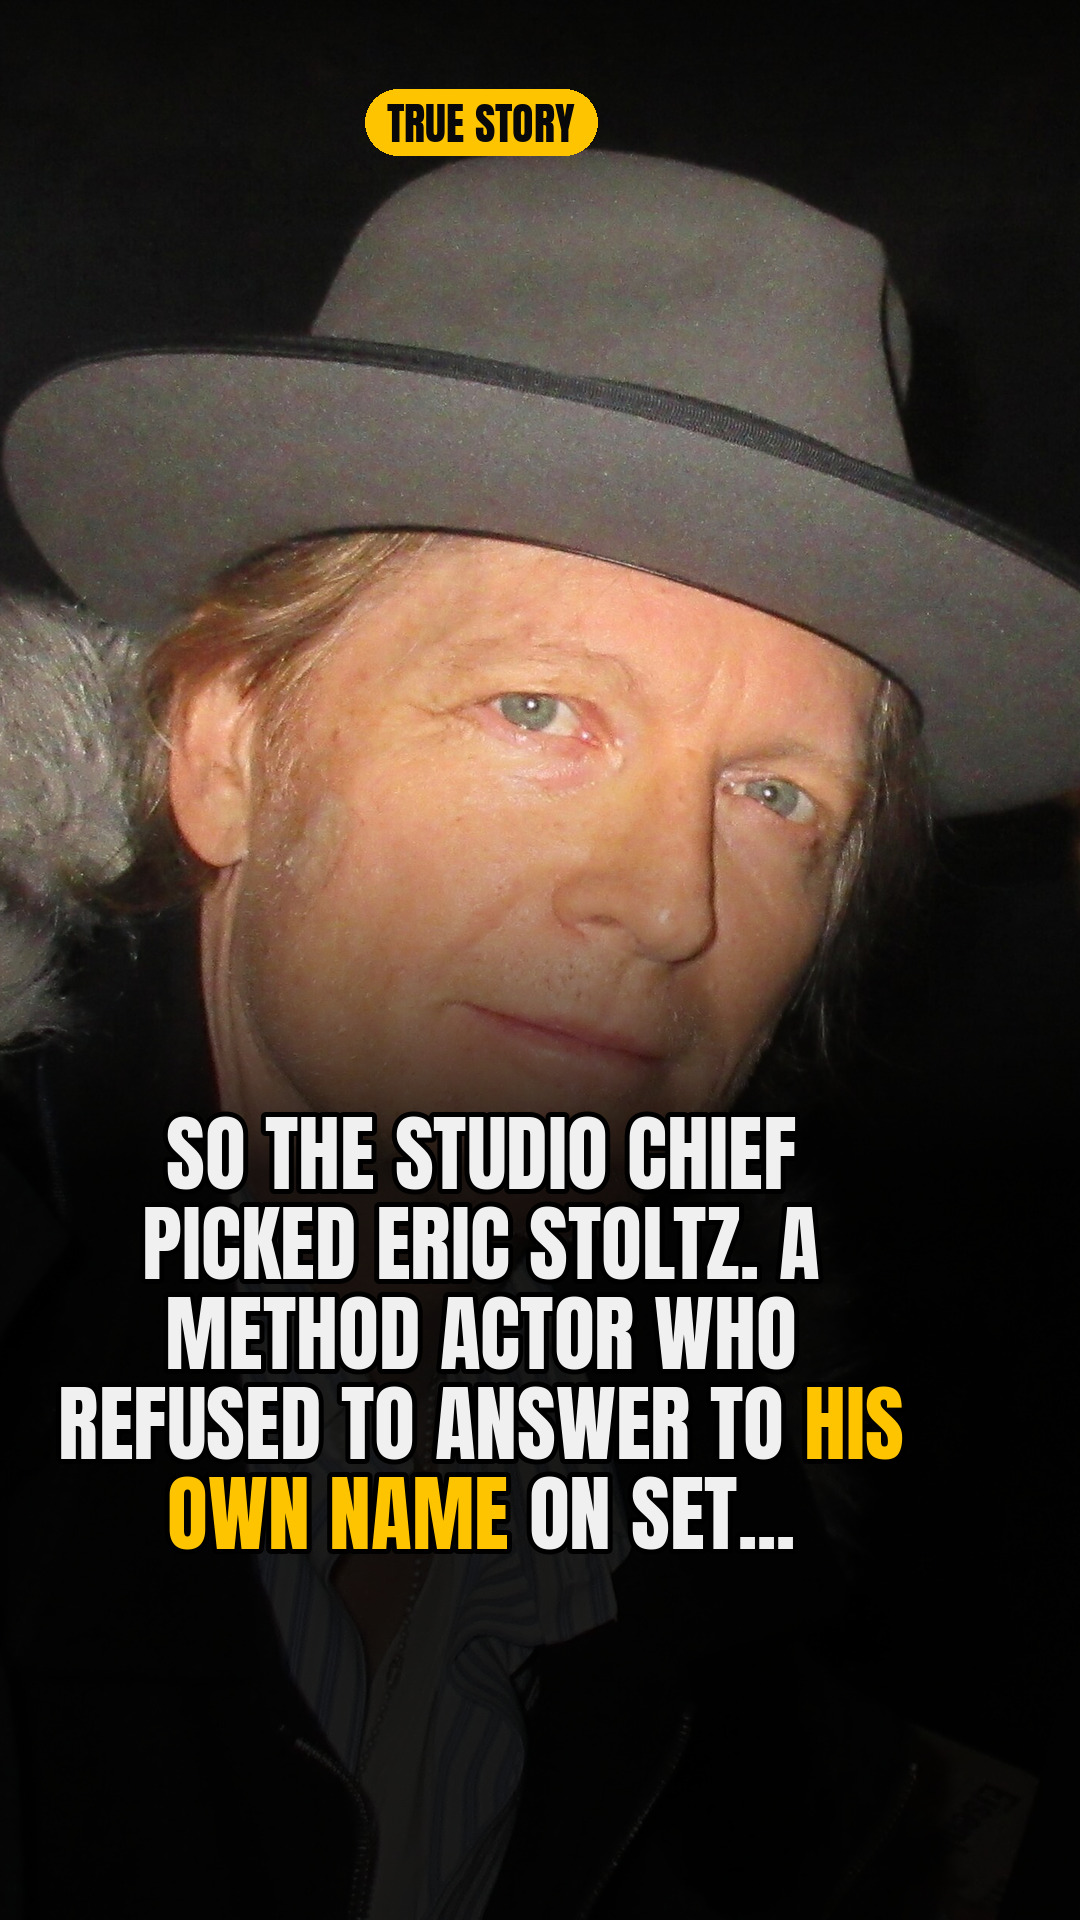 TRUE STORY
SO THE STUDIO CHIEF
PICKED ERIC STOLTZ. A
METHOD ACTOR WHO
REFUSED TO ANSWER TO HIS
OWN NAME ON SET...